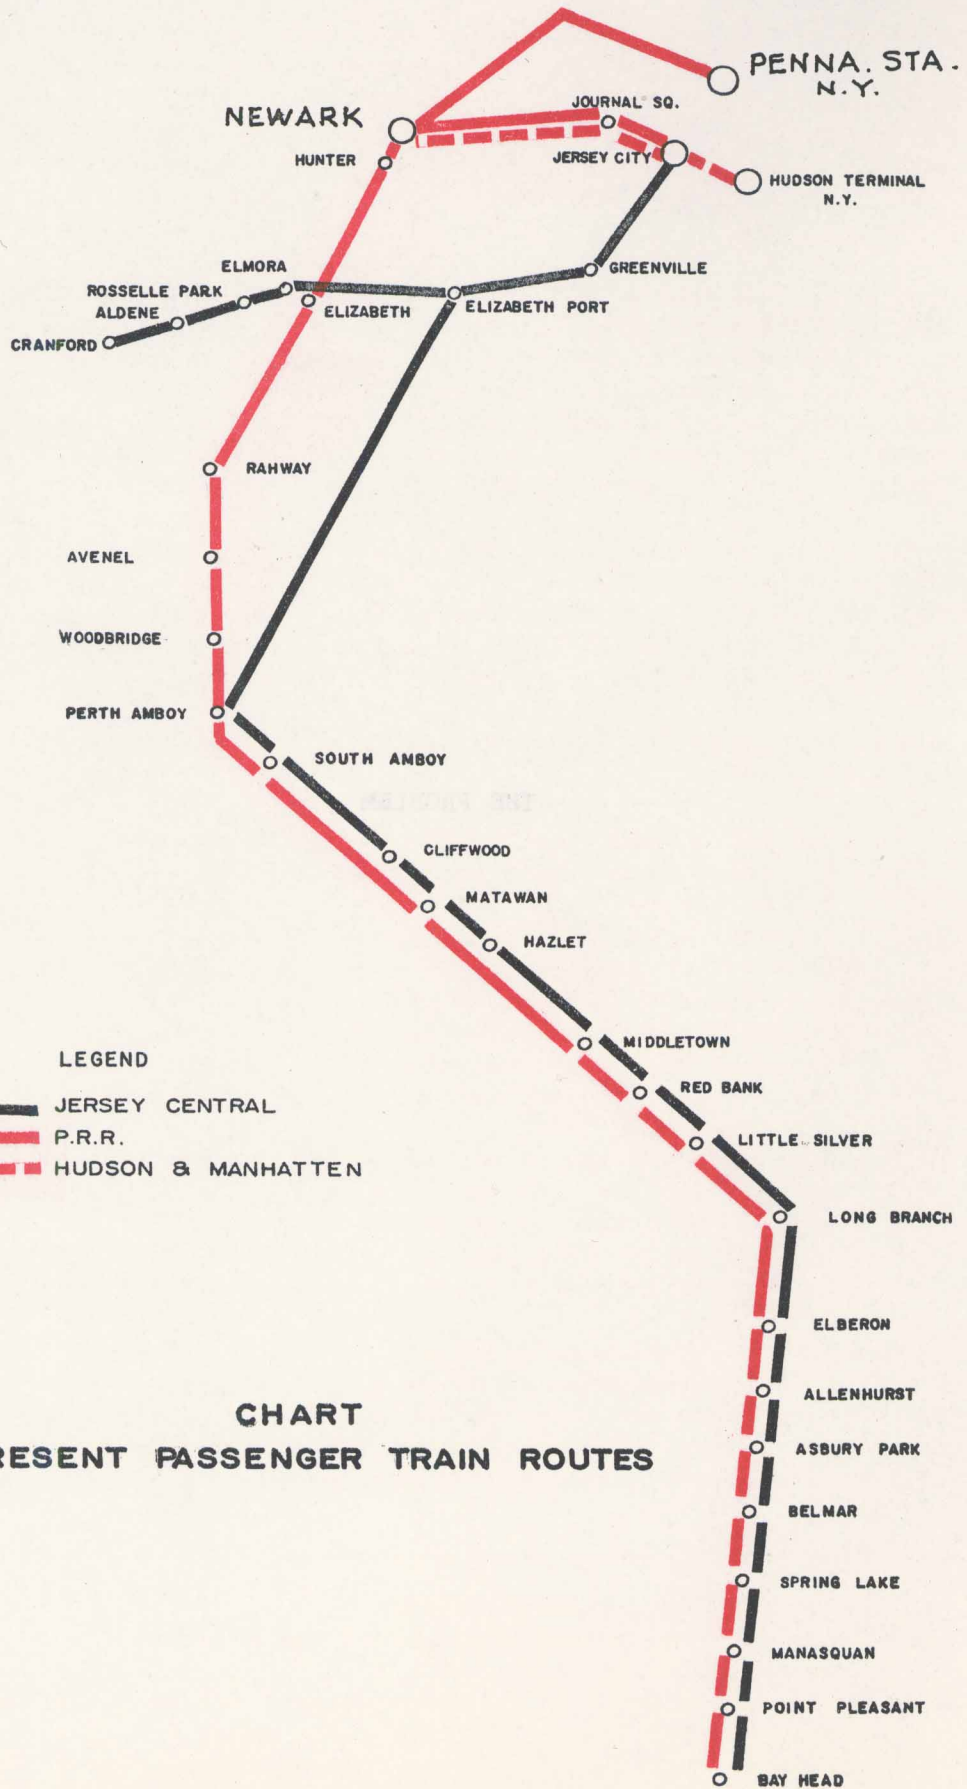 PENNA. STA.
N.Y.
NEWARK
JOURNAL SQ.
HUNTER
JERSEY CITY
HUDSON TERMINAL
N.Y.
ELMORA
GREENVILLE
ROSSELLE PARK
ALDENE
ELIZABETH
ELIZABETH PORT
CRANFORD
RAHWAY
AVENEL
WOODBRIDGE
PERTH AMBOY
SOUTH AMBOY
CLIFFWOOD
MATAWAN
HAZLET
MIDDLETOWN
RED BANK
LITTLE SILVER
LONG BRANCH
LEGEND
JERSEY CENTRAL
P.R.R.
HUDSON & MANHATTEN
ELBERON
ALLENHURST
CHART
RESENT PASSENGER TRAIN ROUTES
ASBURY PARK
BELMAR
SPRING LAKE
MANASQUAN
POINT PLEASANT
BAY HEAD